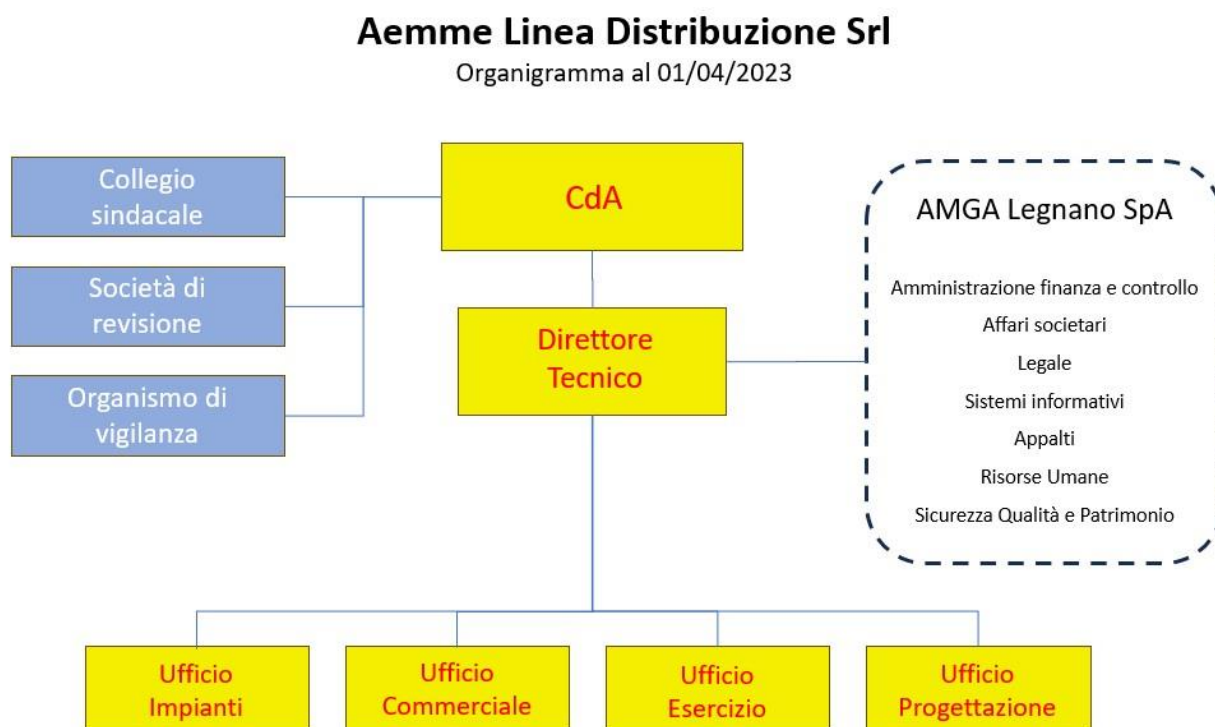 Aemme Linea Distribuzione Srl
Organigramma al 01/04/2023
Collegio
sindacale
CdA
AMGA Legnano SpA
Società di
revisione
Amministrazione finanza e controllo
Affari societari
Direttore
Tecnico
Legale
Organismo di
vigilanza
Sistemi informativi
Appalti
Risorse Umane
Sicurezza Qualità e Patrimonio
Ufficio
Impianti
Ufficio
Commerciale
Ufficio
Esercizio
Ufficio
Progettazione